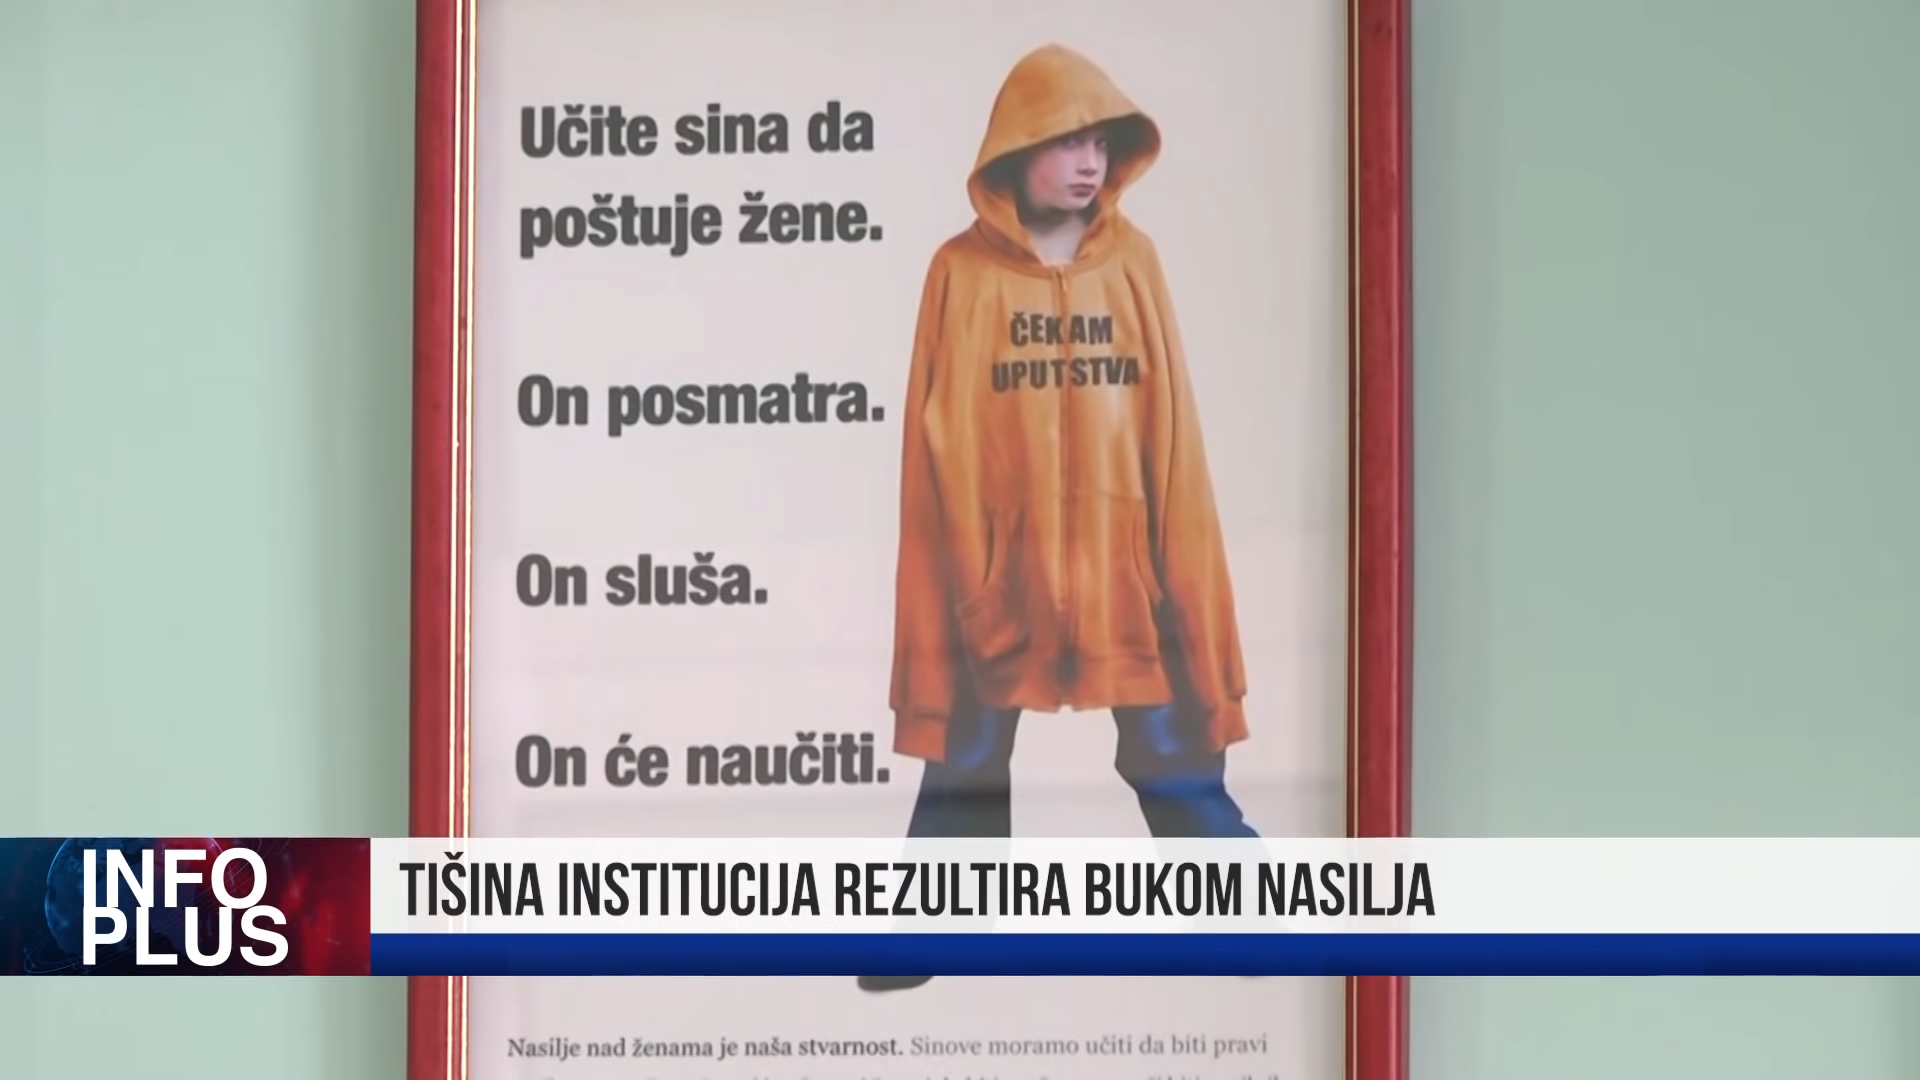 Učite sina da
poštuje žene.
On posmatra.
On sluša.
On će naučiti.
ČEKAM
UPUTSTVA
INFO
PLUS
TIŠINA INSTITUCIJA REZULTIRA BUKOM NASILJA
Nasilje nad ženama je naša stvarnost. Sinove moramo učiti da biti pravi